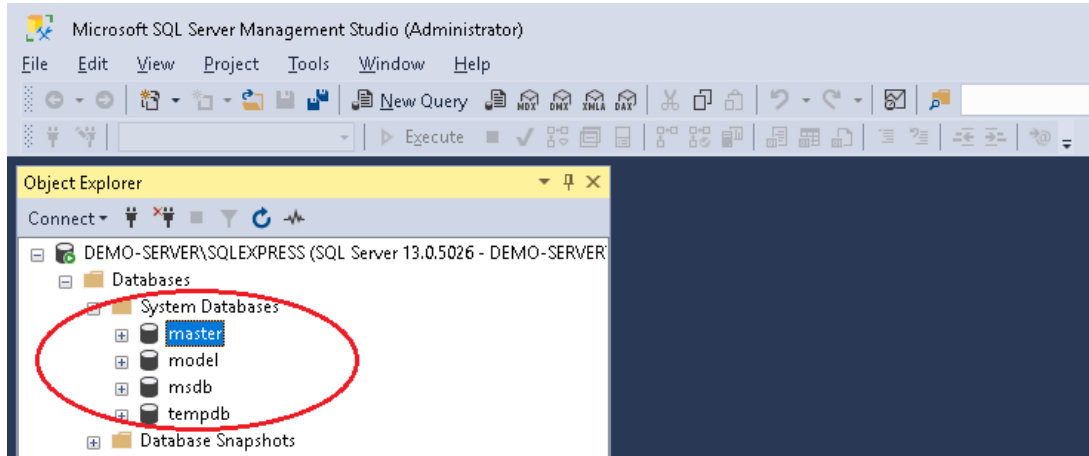 Microsoft SQL Server Management Studio (Administrator)
File Edit View Project Tools Window Help
New Query MDX DMX XMLA DAX
Execute
Object Explorer
Connect
DEMO-SERVER\SQLEXPRESS (SQL Server 13.0.5026 - DEMO-SERVER
Databases
System Databases
master
model
msdb
tempdb
Database Snapshots